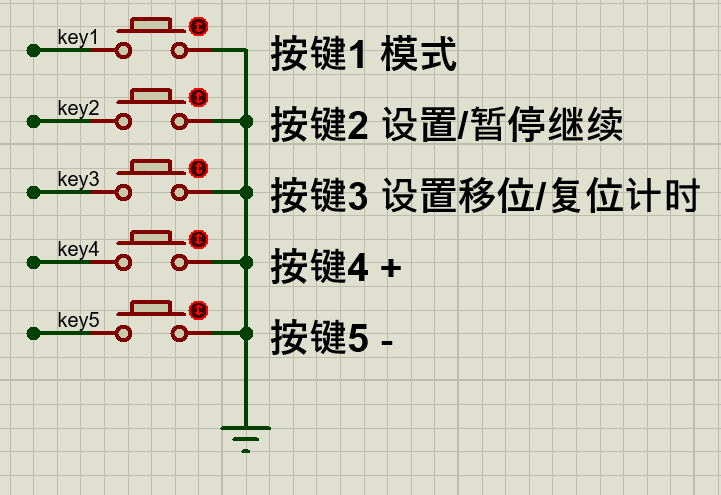 key1 按键1 模式
key2 按键2 设置/暂停继续
key3 按键3 设置移位/复位计时
key4 按键4 +
key5 按键5 -